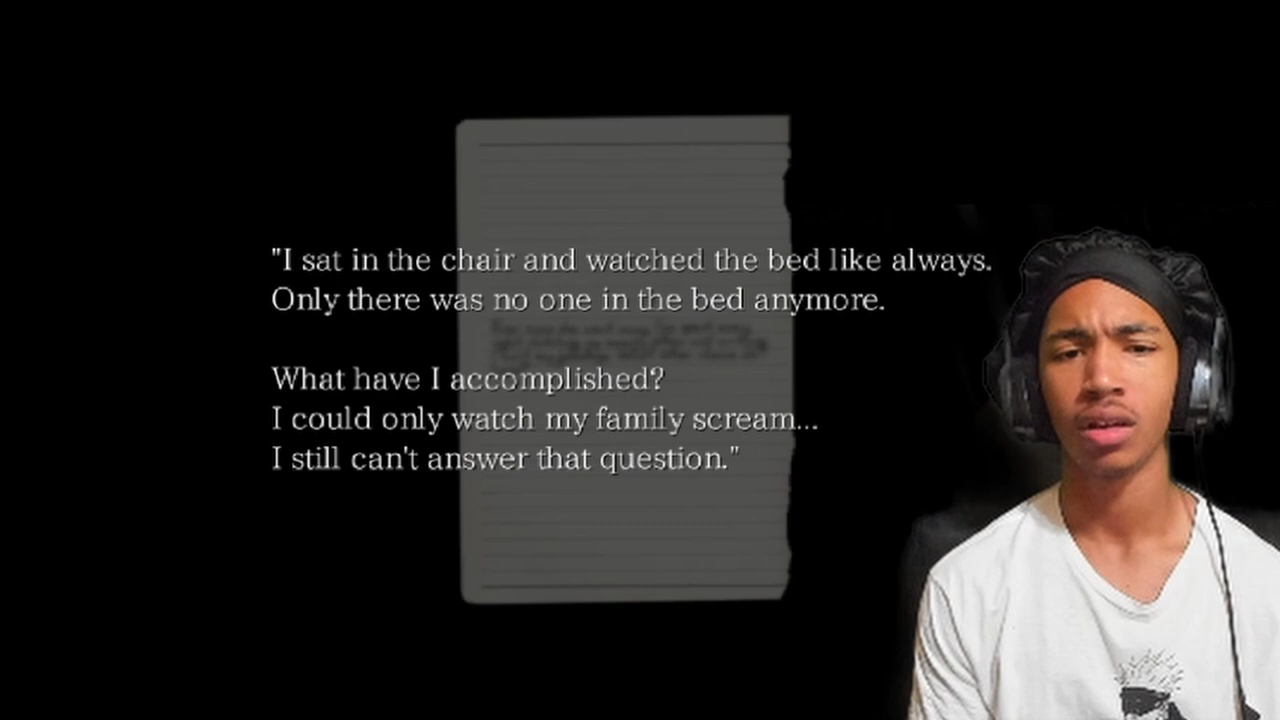 "I sat in the chair and watched the bed like always.
Only there was no one in the bed anymore.
What have I accomplished?
I could only watch my family scream...
I still can't answer that question."